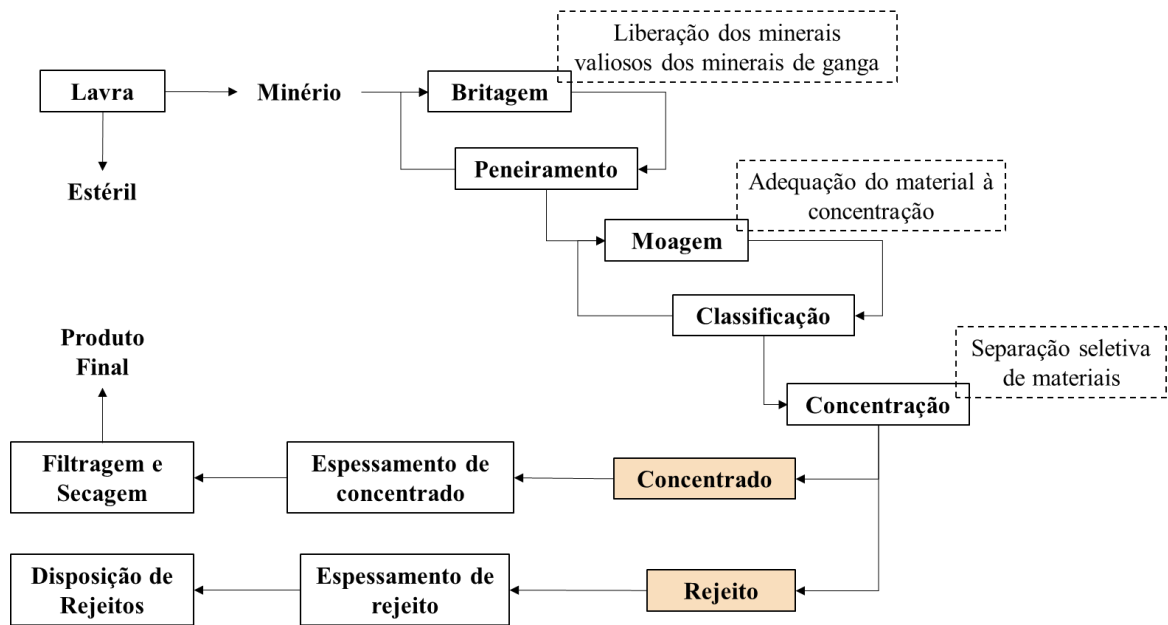 Liberação dos minerais
valiosos dos minerais de ganga
Lavra
Minério
Britagem
Estéril
Peneiramento
Adequação do material à
concentração
Moagem
Classificação
Produto
Final
Separação seletiva
de materiais
Concentração
Filtragem e
Secagem
Espessamento de
concentrado
Concentrado
Disposição de
Rejeitos
Espessamento de
rejeito
Rejeito